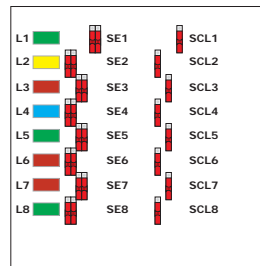 L1 SE1 SCL1
L2 SE2 SCL2
L3 SE3 SCL3
L4 SE4 SCL4
L5 SE5 SCL5
L6 SE6 SCL6
L7 SE7 SCL7
L8 SE8 SCL8